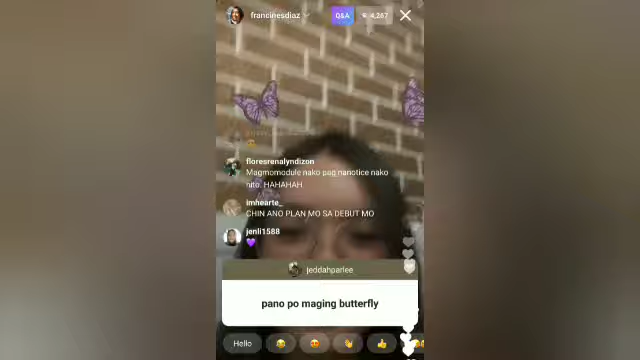 francinesdiaz
Q&A
4,267
floresrenalyndizon
Magmomodule nako pag nanotice nako
nito. HAHAHAH
imhearte_
CHIN ANO PLAN MO SA DEBUT MO
jenli1588
jeddahparlee
pano po maging butterfly
Hello